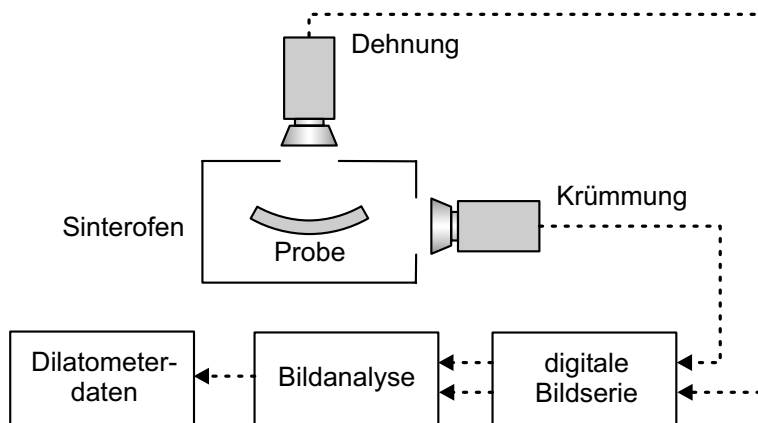 Dehnung
Krümmung
Sinterofen
Probe
Dilatometer-
daten
Bildanalyse
digitale
Bildserie